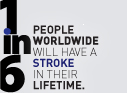 1 in 6
PEOPLE
WORLDWIDE
WILL HAVE A
STROKE
IN THEIR
LIFETIME.